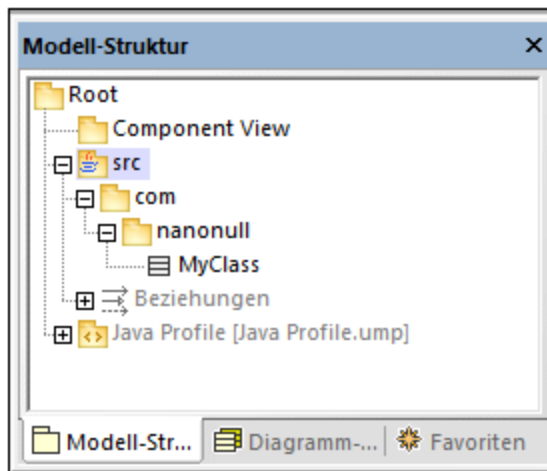 Modell-Struktur
Root
Component View
src
com
nanonull
MyClass
Beziehungen
Java Profile [Java Profile.ump]
Modell-Str... Diagramm-... Favoriten